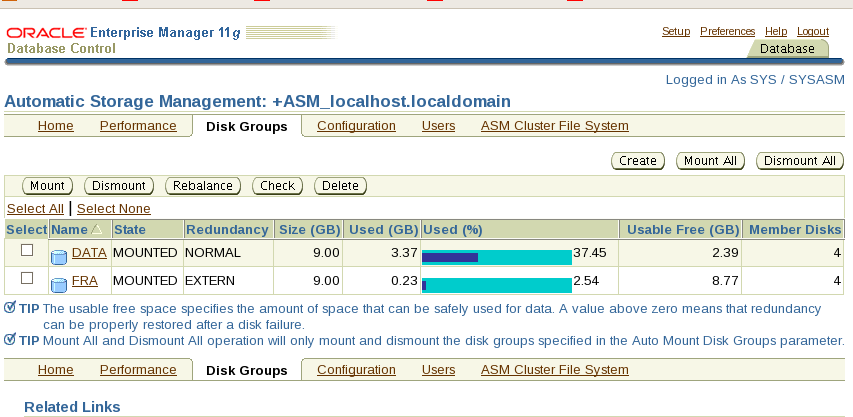 ORACLE Enterprise Manager 11g
Database Control
Setup Preferences Help Logout
Database
Logged in As SYS / SYSASM
Automatic Storage Management: +ASM_localhost.localdomain
Home Performance Disk Groups Configuration Users ASM Cluster File System
Create Mount All Dismount All
Mount Dismount Rebalance Check Delete
Select All | Select None
Select Name State Redundancy Size (GB) Used (GB) Used (%) Usable Free (GB) Member Disks
DATA MOUNTED NORMAL 9.00 3.37 37.45 2.39 4
FRA MOUNTED EXTERN 9.00 0.23 2.54 8.77 4
TIP The usable free space specifies the amount of space that can be safely used for data. A value above zero means that redundancy
can be properly restored after a disk failure.
TIP Mount All and Dismount All operation will only mount and dismount the disk groups specified in the Auto Mount Disk Groups parameter.
Home Performance Disk Groups Configuration Users ASM Cluster File System
Related Links